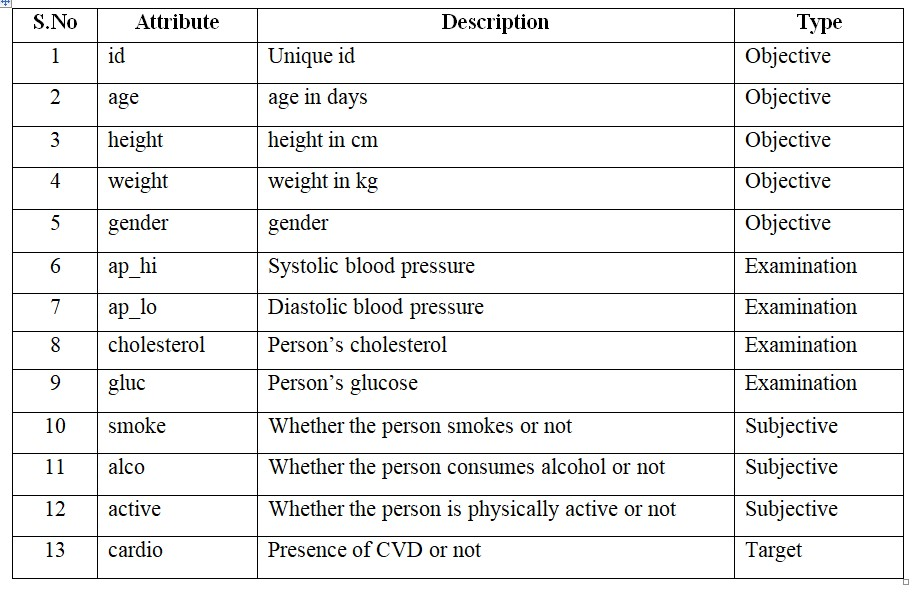 S.No Attribute Description Type
1 id Unique id Objective
2 age age in days Objective
3 height height in cm Objective
4 weight weight in kg Objective
5 gender gender Objective
6 ap_hi Systolic blood pressure Examination
7 ap_lo Diastolic blood pressure Examination
8 cholesterol Person’s cholesterol Examination
9 gluc Person’s glucose Examination
10 smoke Whether the person smokes or not Subjective
11 alco Whether the person consumes alcohol or not Subjective
12 active Whether the person is physically active or not Subjective
13 cardio Presence of CVD or not Target